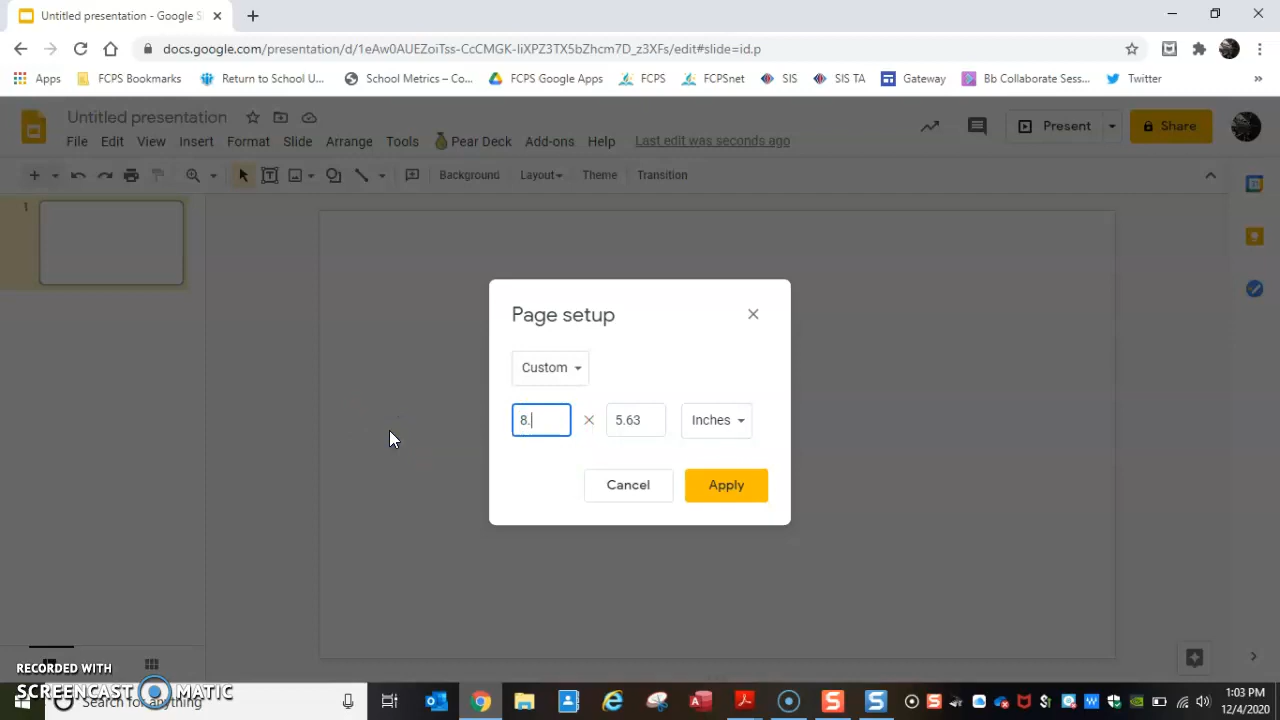 Untitled presentation - Google S
docs.google.com/presentation/d/1eAw0AUEZoiTss-CcCMGK-IiXPZ3TX5bZhcm7D_z3XFs/edit#slide=id.p
Apps FCPS Bookmarks Return to School U... School Metrics – Co... FCPS Google Apps FCPS FCPSnet SIS SIS TA Gateway Bb Collaborate Sess... Twitter »
Untitled presentation
Present Share
File Edit View Insert Format Slide Arrange Tools Pear Deck Add-ons Help Last edit was seconds ago
Background Layout Theme Transition
1
Page setup
Custom
8. × 5.63 Inches
Cancel Apply
RECORDED WITH
SCREENCAST MATIC
Search for anything
1:03 PM
12/4/2020